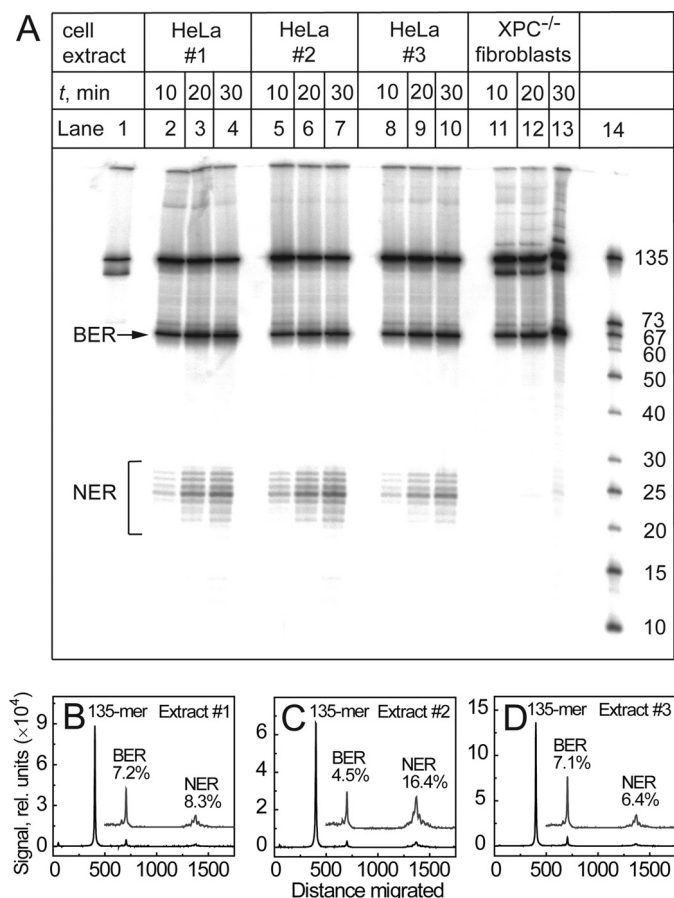 A
cell extract HeLa #1 HeLa #2 HeLa #3 XPC-/- fibroblasts
t, min 10 20 30 10 20 30 10 20 30 10 20 30
Lane 1 2 3 4 5 6 7 8 9 10 11 12 13 14
135
BER→
73
67
60
50
40
30
NER
25
20
15
10
B 135-mer Extract #1
BER
7.2%
NER
8.3%
9
6
3
0
0 500 1000 1500
Signal, rel. units (×10⁴)
C 135-mer Extract #2
BER
4.5%
NER
16.4%
6
4
2
0
0 500 1000 1500
Distance migrated
D 135-mer Extract #3
BER
7.1%
NER
6.4%
15
10
5
0
0 500 1000 1500